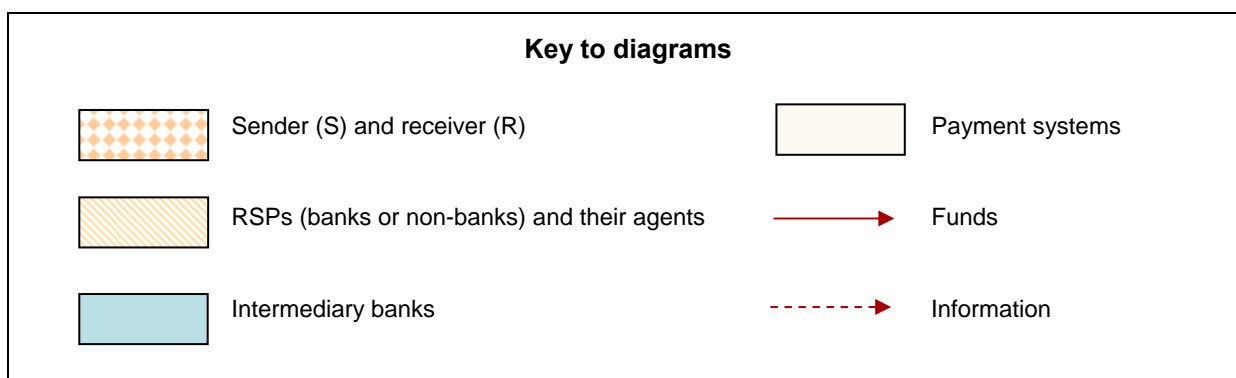 Key to diagrams
Sender (S) and receiver (R)
Payment systems
RSPs (banks or non-banks) and their agents
Funds
Intermediary banks
Information